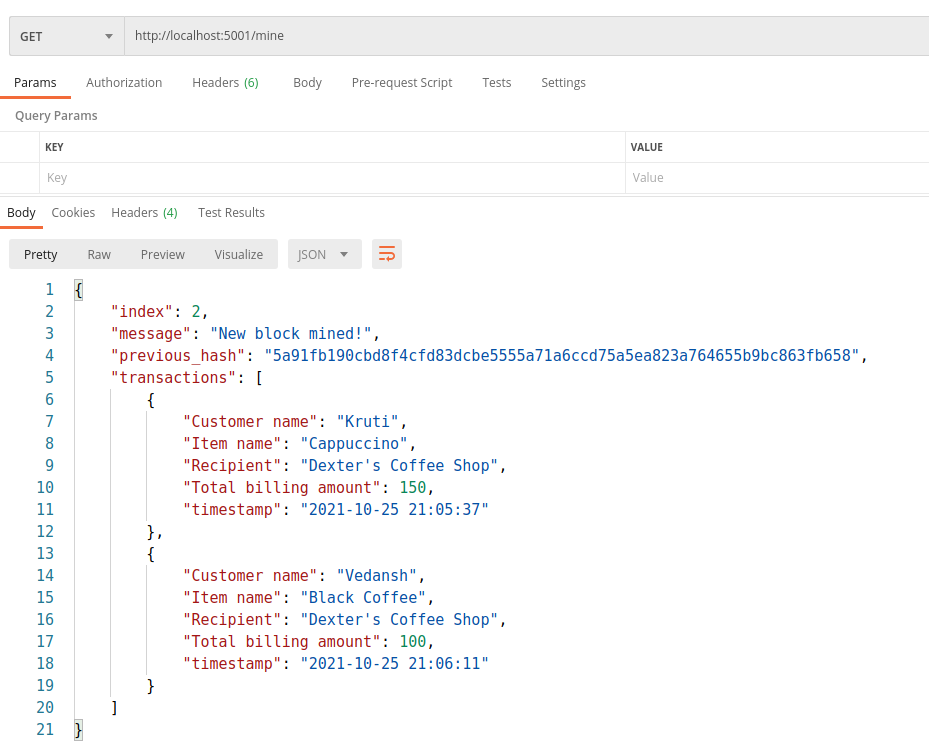 GET http://localhost:5001/mine
Params Authorization Headers (6) Body Pre-request Script Tests Settings
Query Params
KEY VALUE
Key Value
Body Cookies Headers (4) Test Results
Pretty Raw Preview Visualize JSON
1 {
2 "index": 2,
3 "message": "New block mined!",
4 "previous_hash": "5a91fb190cbd8f4cfd83dcbe5555a71a6ccd75a5ea823a764655b9bc863fb658",
5 "transactions": [
6 {
7 "Customer name": "Kruti",
8 "Item name": "Cappuccino",
9 "Recipient": "Dexter's Coffee Shop",
10 "Total billing amount": 150,
11 "timestamp": "2021-10-25 21:05:37"
12 },
13 {
14 "Customer name": "Vedansh",
15 "Item name": "Black Coffee",
16 "Recipient": "Dexter's Coffee Shop",
17 "Total billing amount": 100,
18 "timestamp": "2021-10-25 21:06:11"
19 }
20 ]
21 }